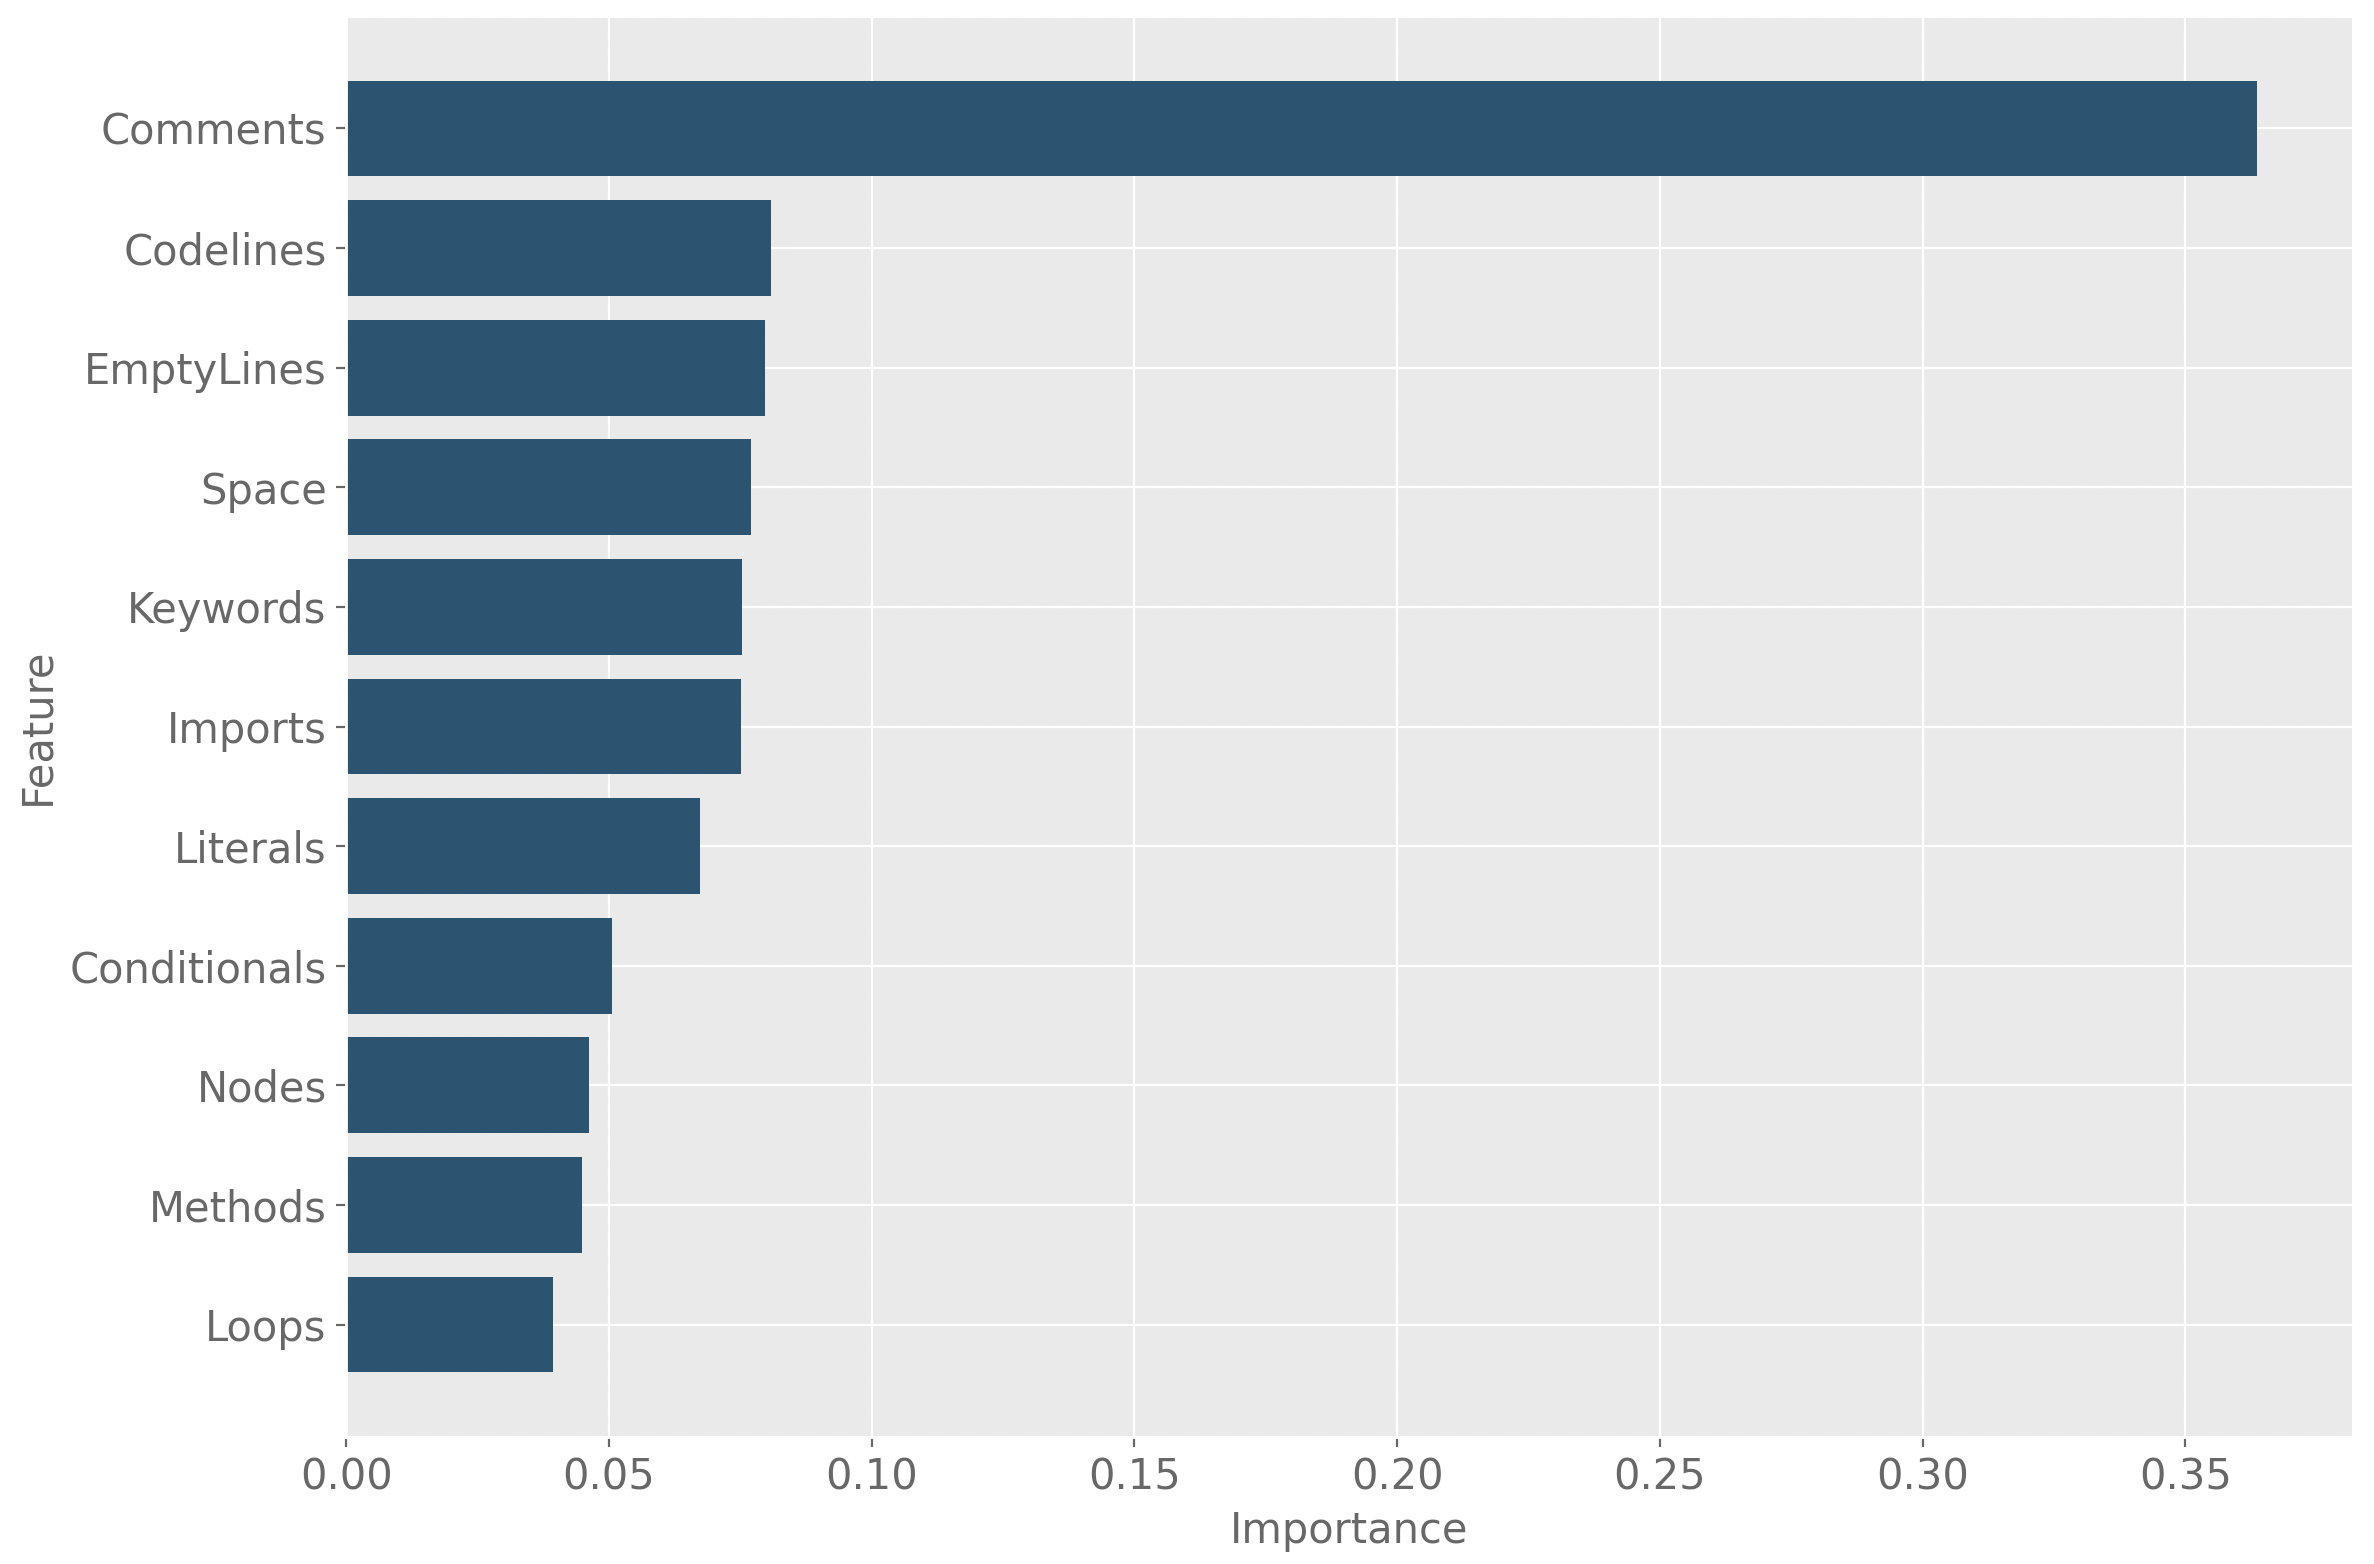 Comments
Codelines
EmptyLines
Space
Keywords
Imports
Literals
Conditionals
Nodes
Methods
Loops
Feature
0.00 0.05 0.10 0.15 0.20 0.25 0.30 0.35
Importance